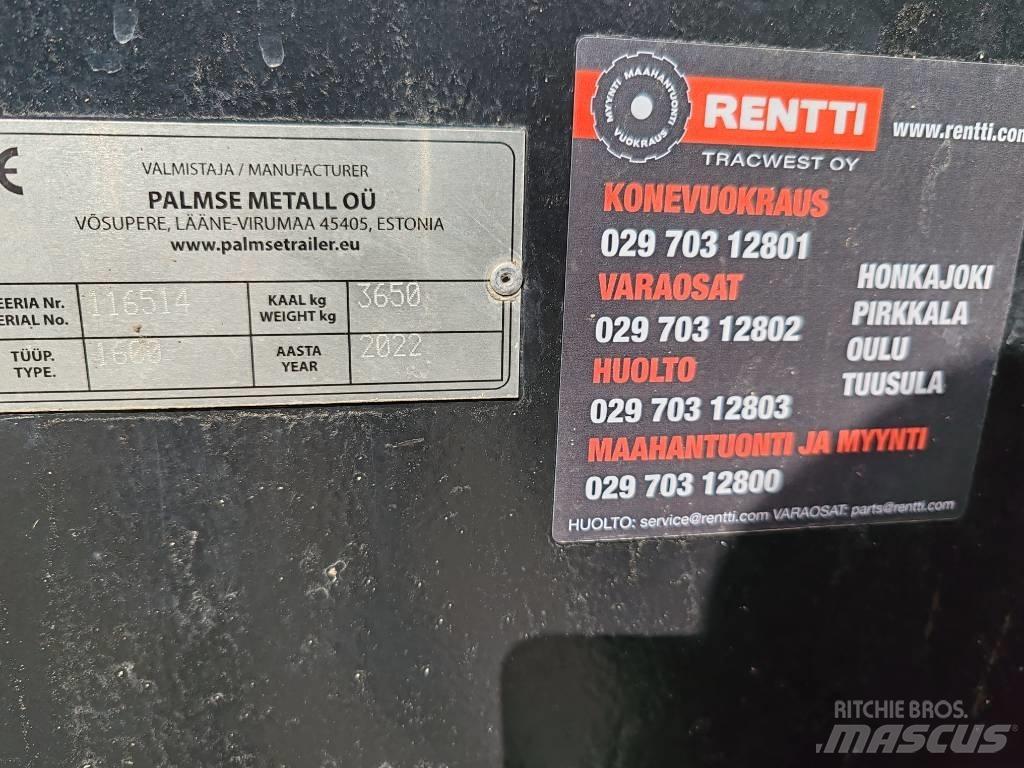 CE
VALMISTAJA / MANUFACTURER
PALMSE METALL OÜ
VÕSUPERE, LÄÄNE-VIRUMAA 45405, ESTONIA
www.palmsetrailer.eu
EERIA Nr.
ERIAL No.
116514
KAAL kg
WEIGHT kg
3650
TÜÜP.
TYPE.
1600
AASTA
YEAR
2022
MYYNTI MAAHANTUONTI VUOKRAUS
RENTTI
www.rentti.com
TRACWEST OY
KONEVUOKRAUS
029 703 12801
VARAOSAT
029 703 12802
HUOLTO
029 703 12803
MAAHANTUONTI JA MYYNTI
029 703 12800
HONKAJOKI
PIRKKALA
OULU
TUUSULA
HUOLTO: service@rentti.com VARAOSAT: parts@rentti.com
RITCHIE BROS.
MASCUS